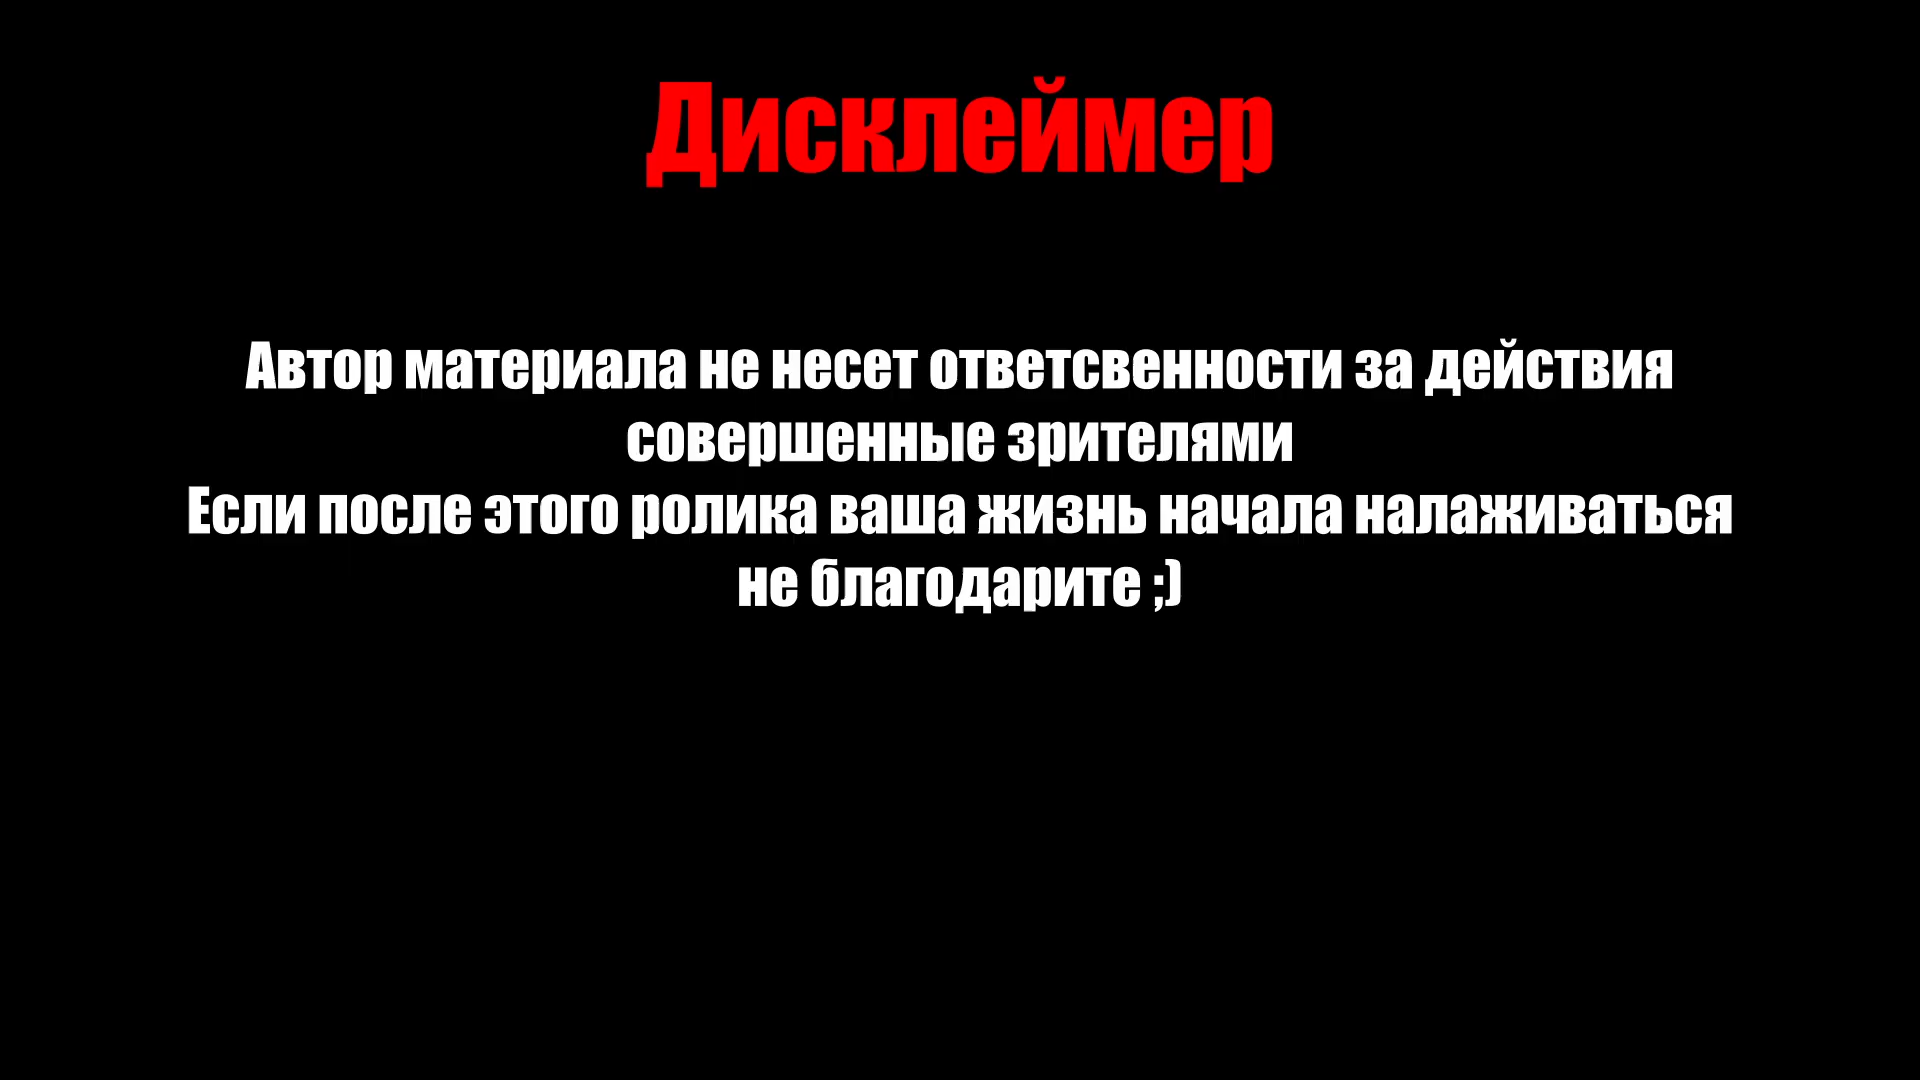 Дисклеймер
Автор материала не несет ответсвенности за действия
совершенные зрителями
Если после этого ролика ваша жизнь начала налаживаться
не благодарите ;)